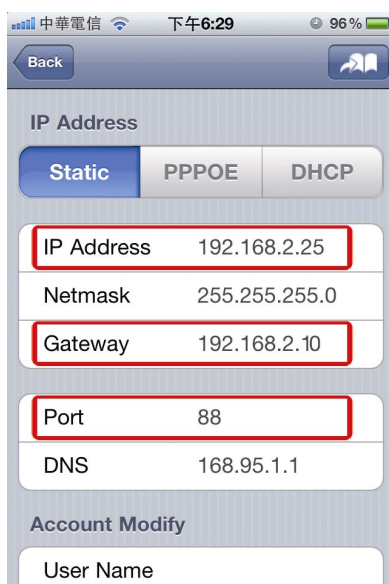 中華電信 下午6:29 96%
Back
IP Address
Static PPPOE DHCP
IP Address 192.168.2.25
Netmask 255.255.255.0
Gateway 192.168.2.10
Port 88
DNS 168.95.1.1
Account Modify
User Name